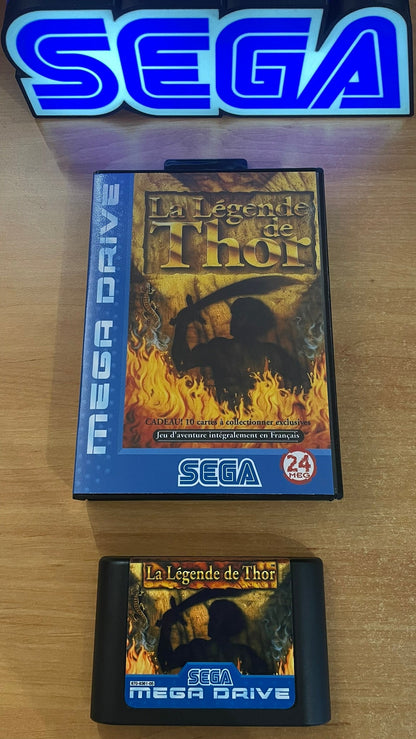 SEGA
MEGA DRIVE
La Légende
de
Thor
CADEAU! 10 cartes à collectionner exclusives
Jeu d'aventure intégralement en Français
SEGA
24
MEG
La Légende de Thor
SEGA
MEGA DRIVE